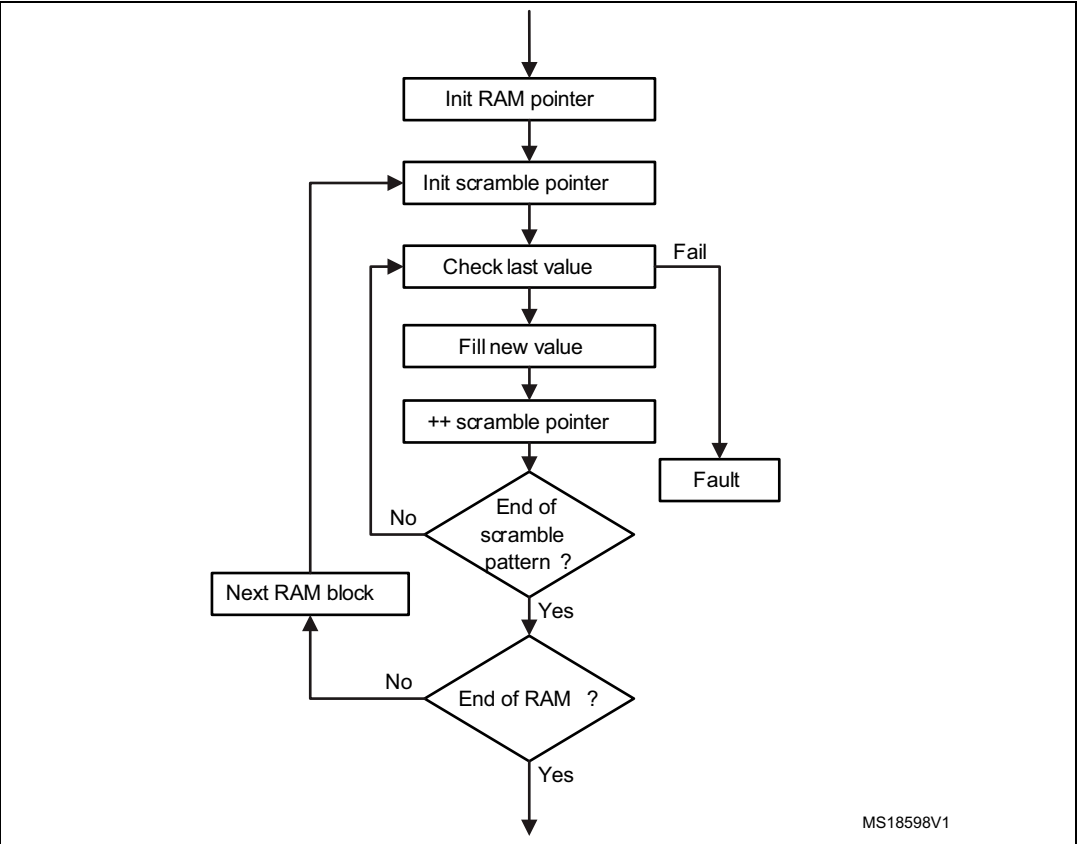 Init RAM pointer
Init scramble pointer
Check last value
Fail
Fill new value
++ scramble pointer
Fault
No
End of
scramble
pattern ?
Next RAM block
Yes
No
End of RAM ?
Yes
MS18598V1